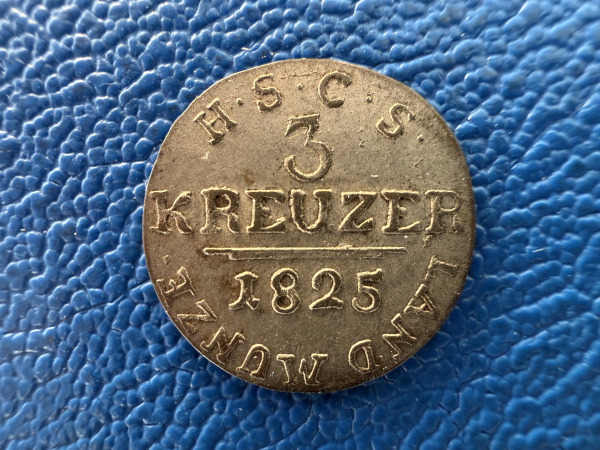 H·S·C·S·
3
KREUZER
1825
LAND MUNZE·